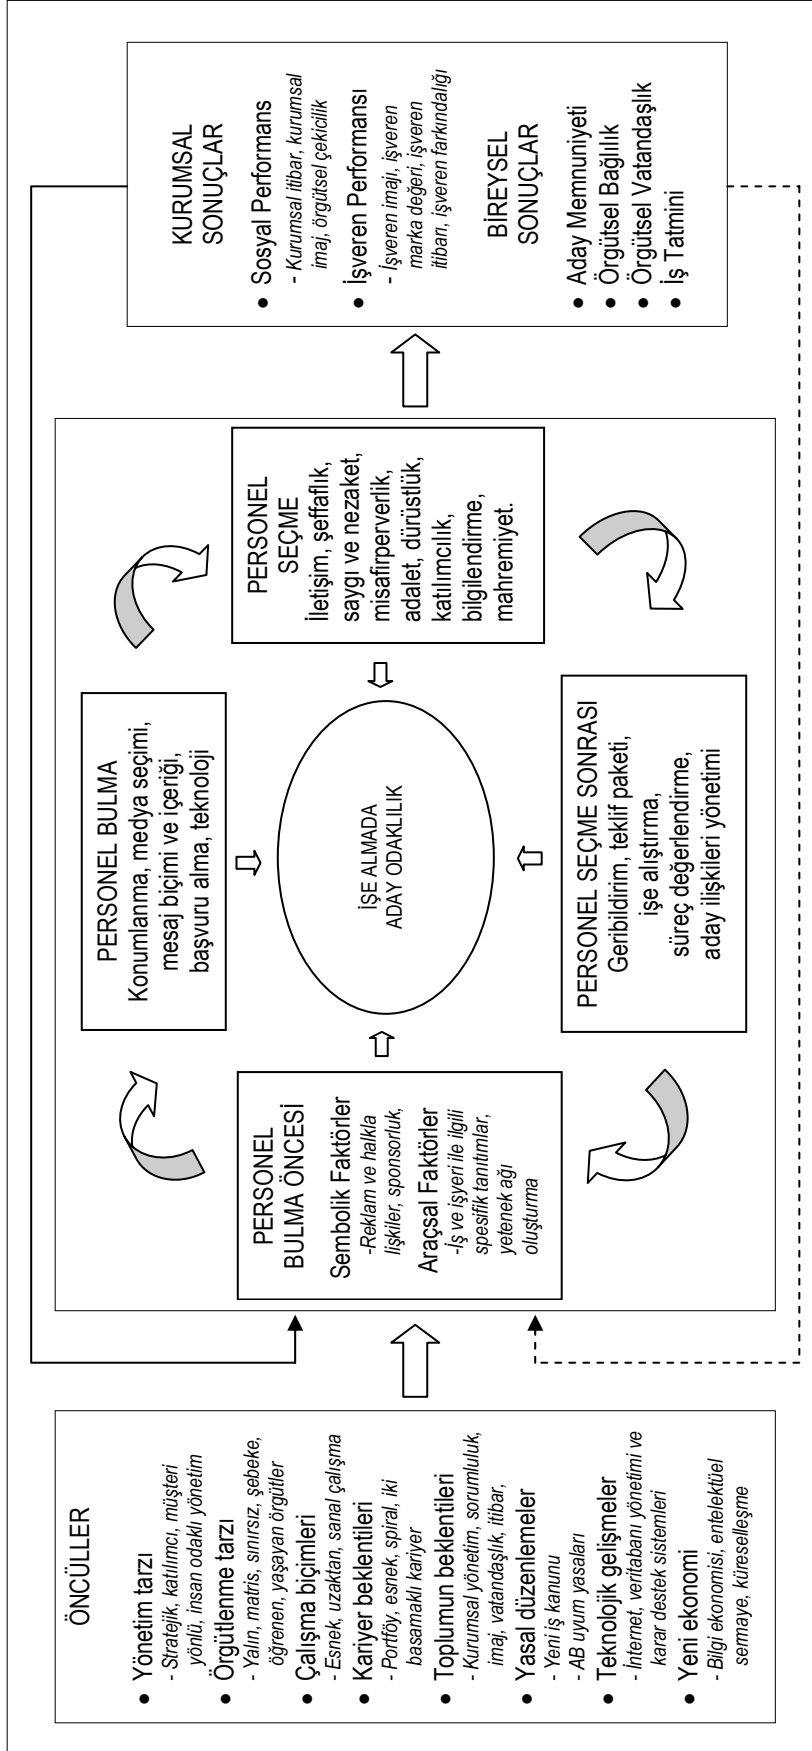 ÖNCÜLLER
• Yönetim tarzı
- Stratejik, katılımcı, müşteri
yönlü, insan odaklı yönetim
• Örgütlenme tarzı
- Yalın, matris, sınırsız, şebeke,
öğrenen, yaşayan örgütler
• Çalışma biçimleri
- Esnek, uzaktan, sanal çalışma
• Kariyer beklentileri
- Portföy, esnek, spiral, iki
basamaklı kariyer
• Toplumun beklentileri
- Kurumsal yönetim, sorumluluk,
imaj, vatandaşlık, itibar,
• Yasal düzenlemeler
- Yeni iş kanunu
- AB uyum yasaları
• Teknolojik gelişmeler
- İnternet, veritabanı yönetimi ve
karar destek sistemleri
• Yeni ekonomi
- Bilgi ekonomisi, entelektüel
sermaye, küreselleşme
PERSONEL
BULMA ÖNCESİ
Sembolik Faktörler
-Reklam ve halkla
lişkiler, sponsorluk,
Araçsal Faktörler
-İş ve işyeri ile ilgili
spesifik tanıtımlar,
yetenek ağı
oluşturma
PERSONEL BULMA
Konumlanma, medya seçimi,
mesaj biçimi ve içeriği,
başvuru alma, teknoloji
İŞE ALMADA
ADAY ODAKLILIK
PERSONEL SEÇME SONRASI
Geribildirim, teklif paketi,
işe alıştırma,
süreç değerlendirme,
aday ilişkileri yönetimi
PERSONEL
SEÇME
İletişim, şeffaflık,
saygı ve nezaket,
misafirperverlik,
adalet, dürüstlük,
katılımcılık,
bilgilendirme,
mahremiyet.
KURUMSAL
SONUÇLAR
• Sosyal Performans
- Kurumsal itibar, kurumsal
imaj, örgütsel çekicilik
• İşveren Performansı
- İşveren imajı, işveren
marka değeri, işveren
itibarı, işveren farkındalığı
BİREYSEL
SONUÇLAR
• Aday Memnuniyeti
• Örgütsel Bağlılık
• Örgütsel Vatandaşlık
• İş Tatmini